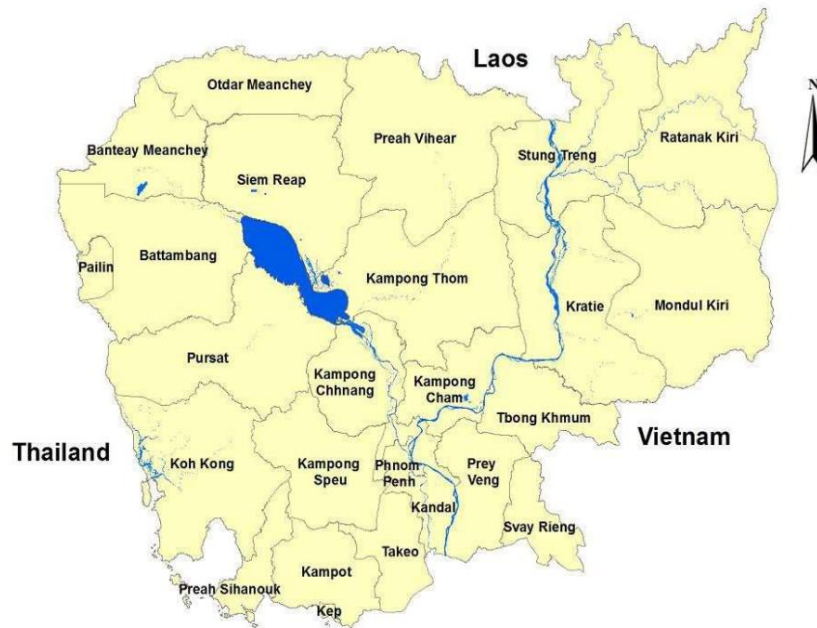 Laos
N
Otdar Meanchey
Preah Vihear
Ratanak Kiri
Banteay Meanchey
Stung Treng
Siem Reap
Battambang
Pailin
Kampong Thom
Kratie
Mondul Kiri
Pursat
Kampong
Chhnang
Kampong
Cham
Tbong Khmum
Thailand
Vietnam
Koh Kong
Kampong
Speu
Phnom
Penh
Prey
Veng
Kandal
Svay Rieng
Takeo
Kampot
Preah Sihanouk
Kep